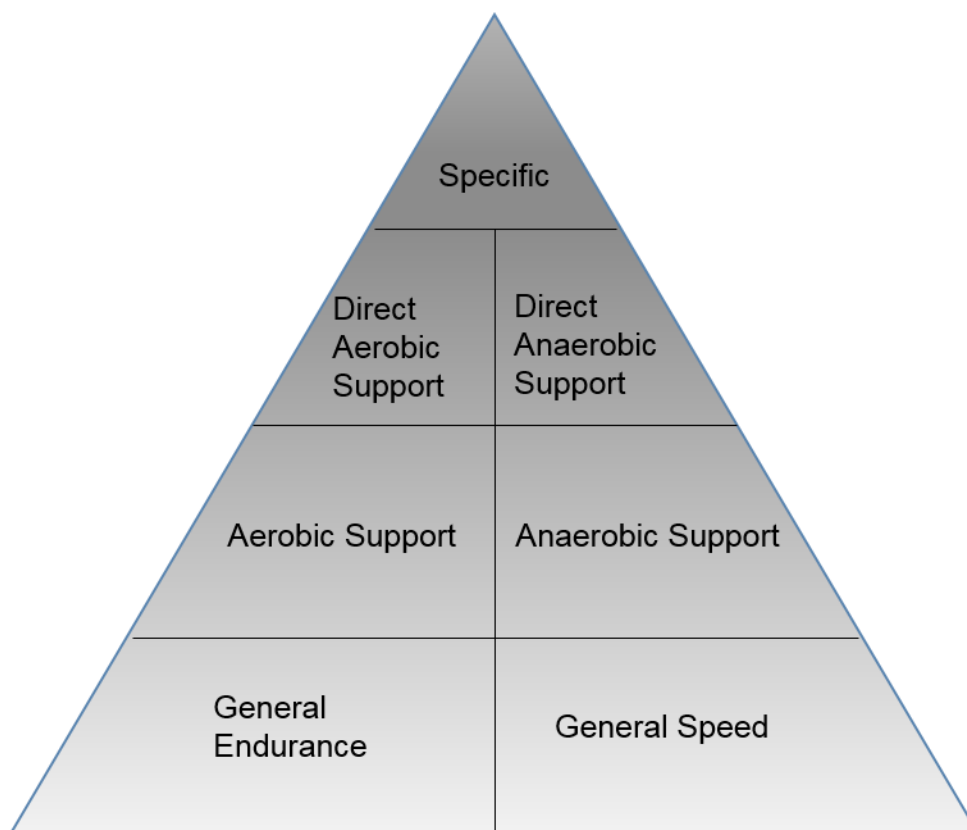 Specific
Direct
Aerobic
Support
Direct
Anaerobic
Support
Aerobic Support
Anaerobic Support
General
Endurance
General Speed